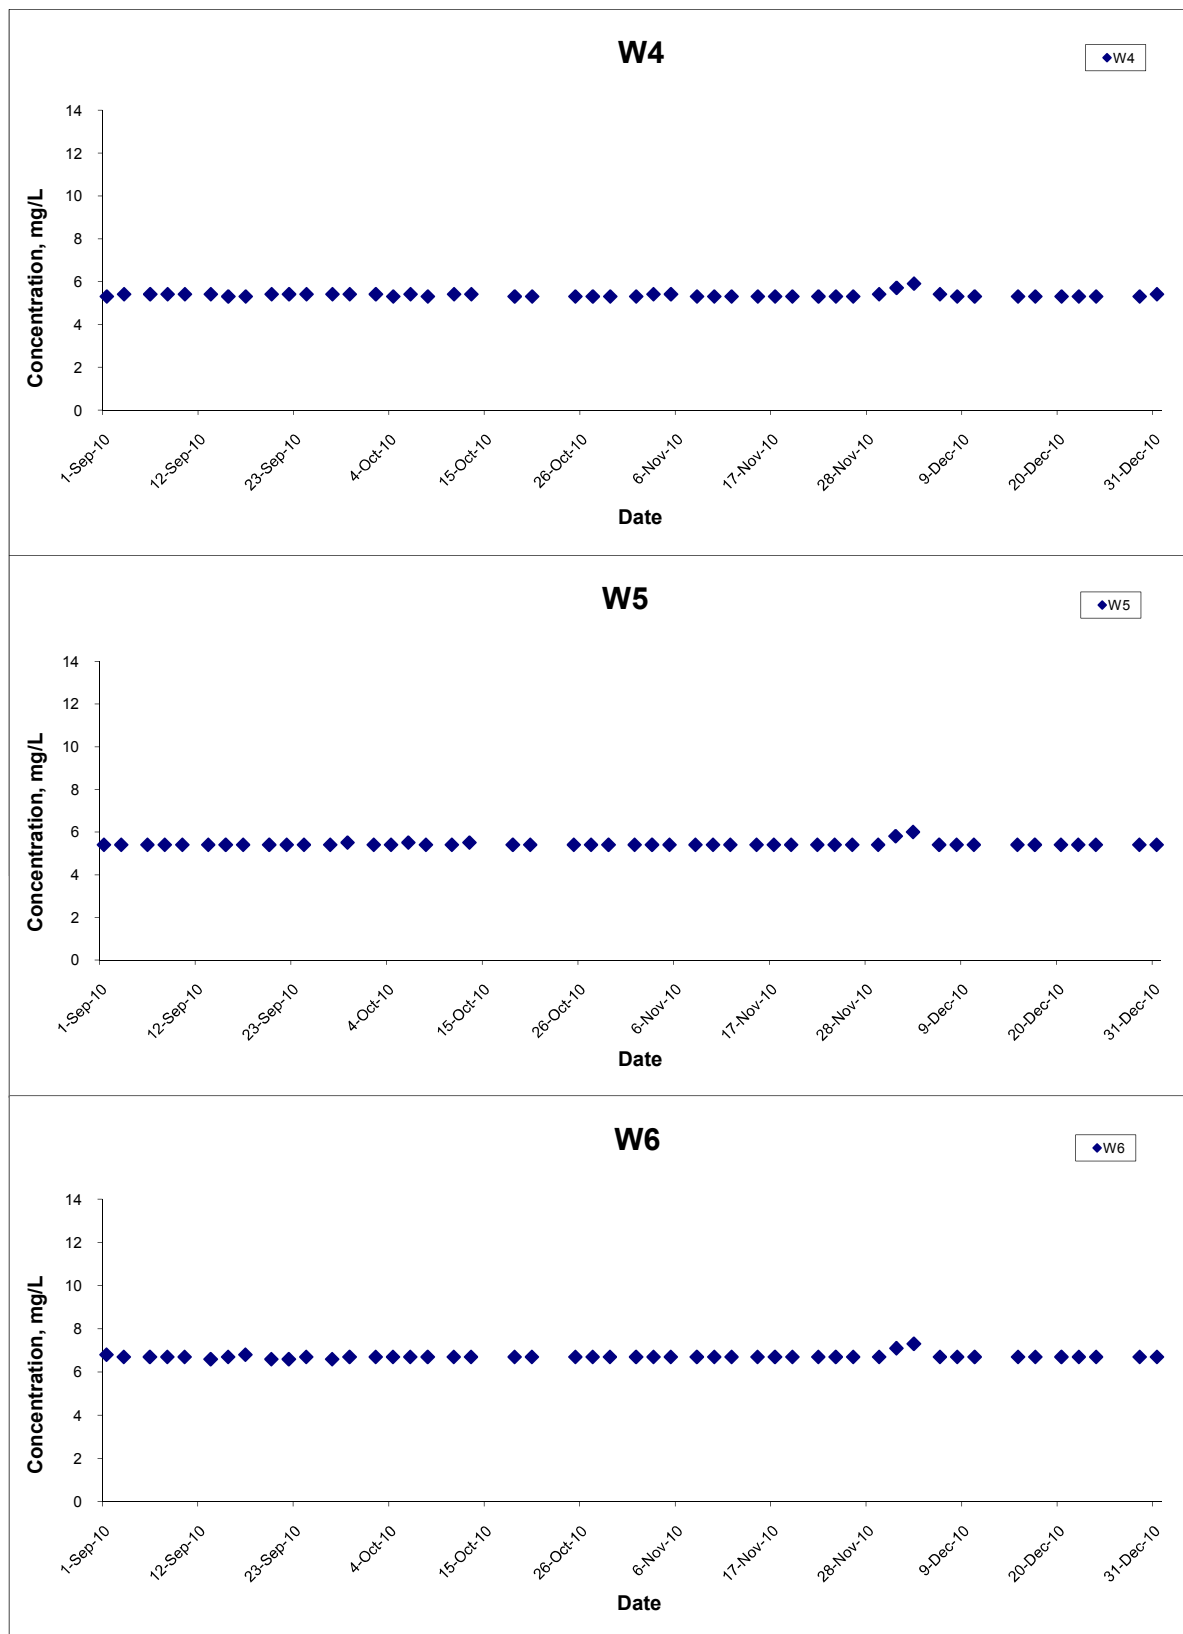 W4
W4
14
12
10
8
6
4
2
0
Concentration, mg/L
1-Sep-10
12-Sep-10
23-Sep-10
4-Oct-10
15-Oct-10
26-Oct-10
6-Nov-10
17-Nov-10
28-Nov-10
9-Dec-10
20-Dec-10
31-Dec-10
Date
W5
W5
14
12
10
8
6
4
2
0
Concentration, mg/L
1-Sep-10
12-Sep-10
23-Sep-10
4-Oct-10
15-Oct-10
26-Oct-10
6-Nov-10
17-Nov-10
28-Nov-10
9-Dec-10
20-Dec-10
31-Dec-10
Date
W6
W6
14
12
10
8
6
4
2
0
Concentration, mg/L
1-Sep-10
12-Sep-10
23-Sep-10
4-Oct-10
15-Oct-10
26-Oct-10
6-Nov-10
17-Nov-10
28-Nov-10
9-Dec-10
20-Dec-10
31-Dec-10
Date